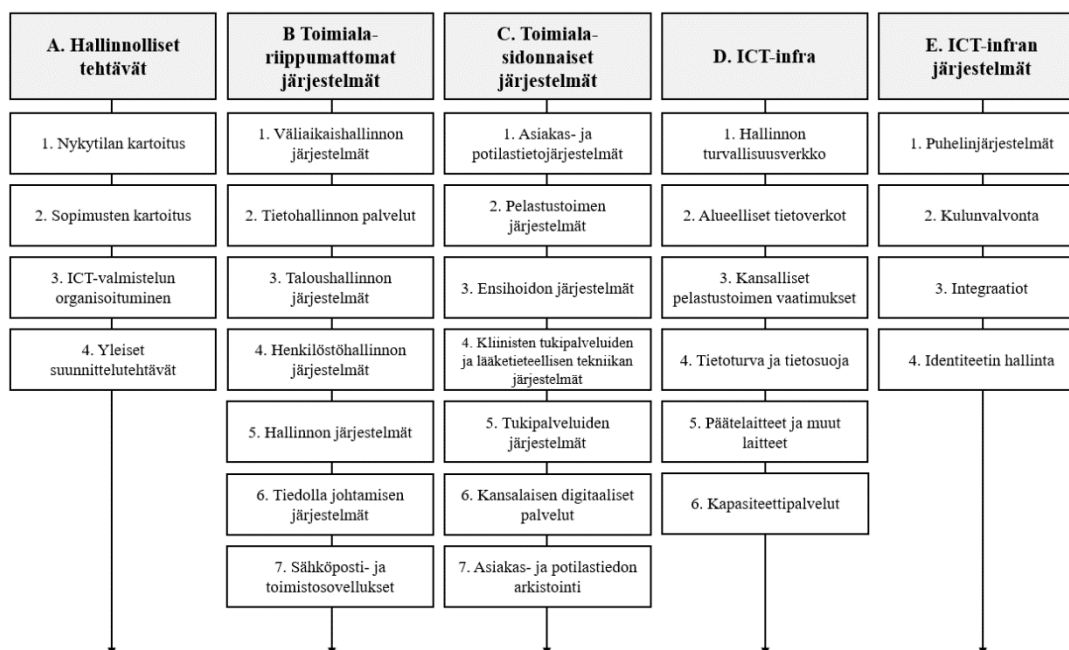 A. Hallinnolliset
tehtävät
B Toimiala-
riippumattomat
järjestelmät
C. Toimiala-
sidonnaiset
järjestelmät
D. ICT-infra
E. ICT-infran
järjestelmät
1. Nykytilan kartoitus
2. Sopimusten kartoitus
3. ICT-valmistelun
organisoituminen
4. Yleiset
suunnittelutehtävät
1. Väliaikaishallinnon
järjestelmät
2. Tietohallinnon palvelut
3. Taloushallinnon
järjestelmät
4. Henkilöstöhallinnon
järjestelmät
5. Hallinnon järjestelmät
6. Tiedolla johtamisen
järjestelmät
7. Sähköposti- ja
toimistosovellukset
1. Asiakas- ja
potilastietojärjestelmät
2. Pelastustoimen
järjestelmät
3. Ensihoidon järjestelmät
4. Kliinisten tukipalveluiden
ja lääketieteellisen tekniikan
järjestelmät
5. Tukipalveluiden
järjestelmät
6. Kansalaisen digitaaliset
palvelut
7. Asiakas- ja potilastiedon
arkistointi
1. Hallinnon
turvallisuusverkko
2. Alueelliset tietoverkot
3. Kansalliset
pelastustoimen vaatimukset
4. Tietoturva ja tietosuoja
5. Päätelaitteet ja muut
laitteet
6. Kapasiteettipalvelut
1. Puhelinjärjestelmät
2. Kulunvalvonta
3. Integraatiot
4. Identiteetin hallinta